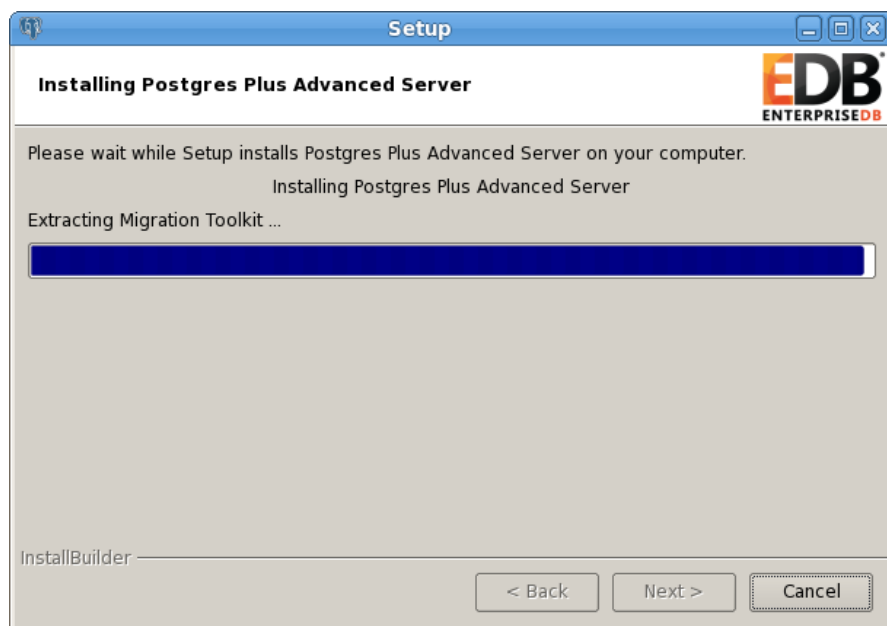 Setup
Installing Postgres Plus Advanced Server
EDB
ENTERPRISEDB
Please wait while Setup installs Postgres Plus Advanced Server on your computer.
Installing Postgres Plus Advanced Server
Extracting Migration Toolkit ...
InstallBuilder
< Back
Next >
Cancel